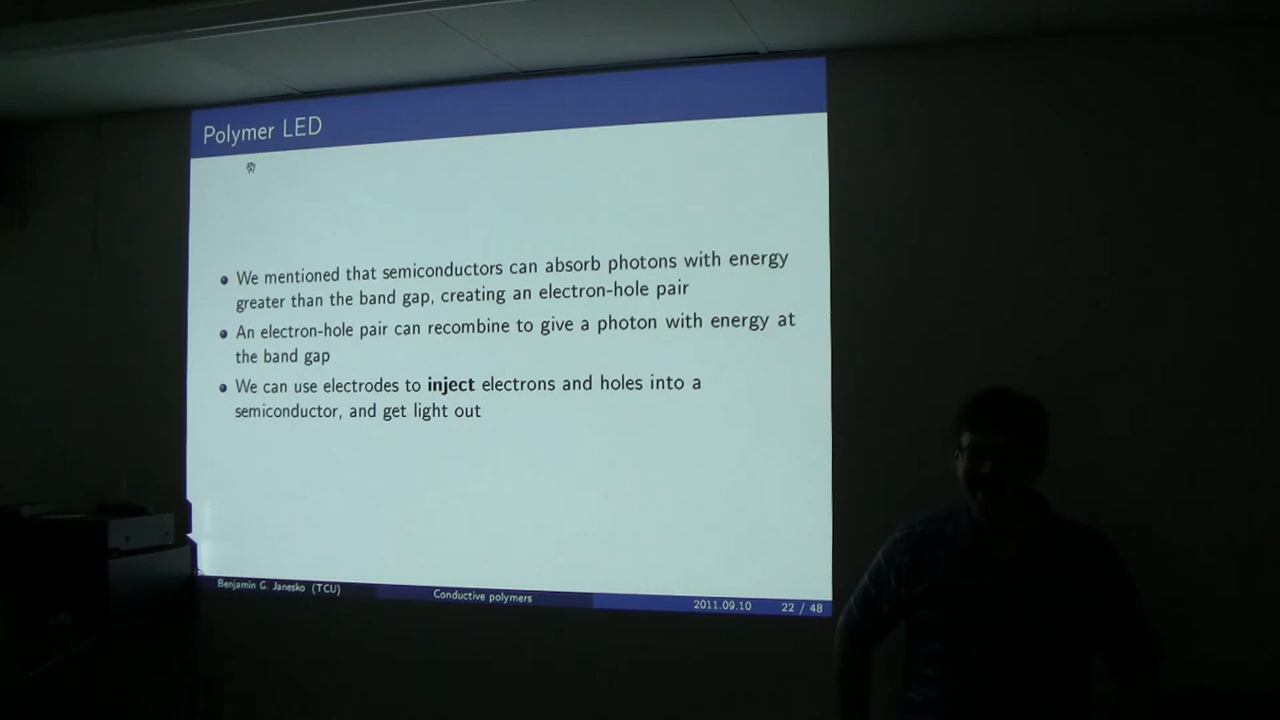 Polymer LED
We mentioned that semiconductors can absorb photons with energy
greater than the band gap, creating an electron-hole pair
An electron-hole pair can recombine to give a photon with energy at
the band gap
We can use electrodes to inject electrons and holes into a
semiconductor, and get light out
Benjamin G. Janesko (TCU) Conductive polymers 2011.09.10 22 / 48